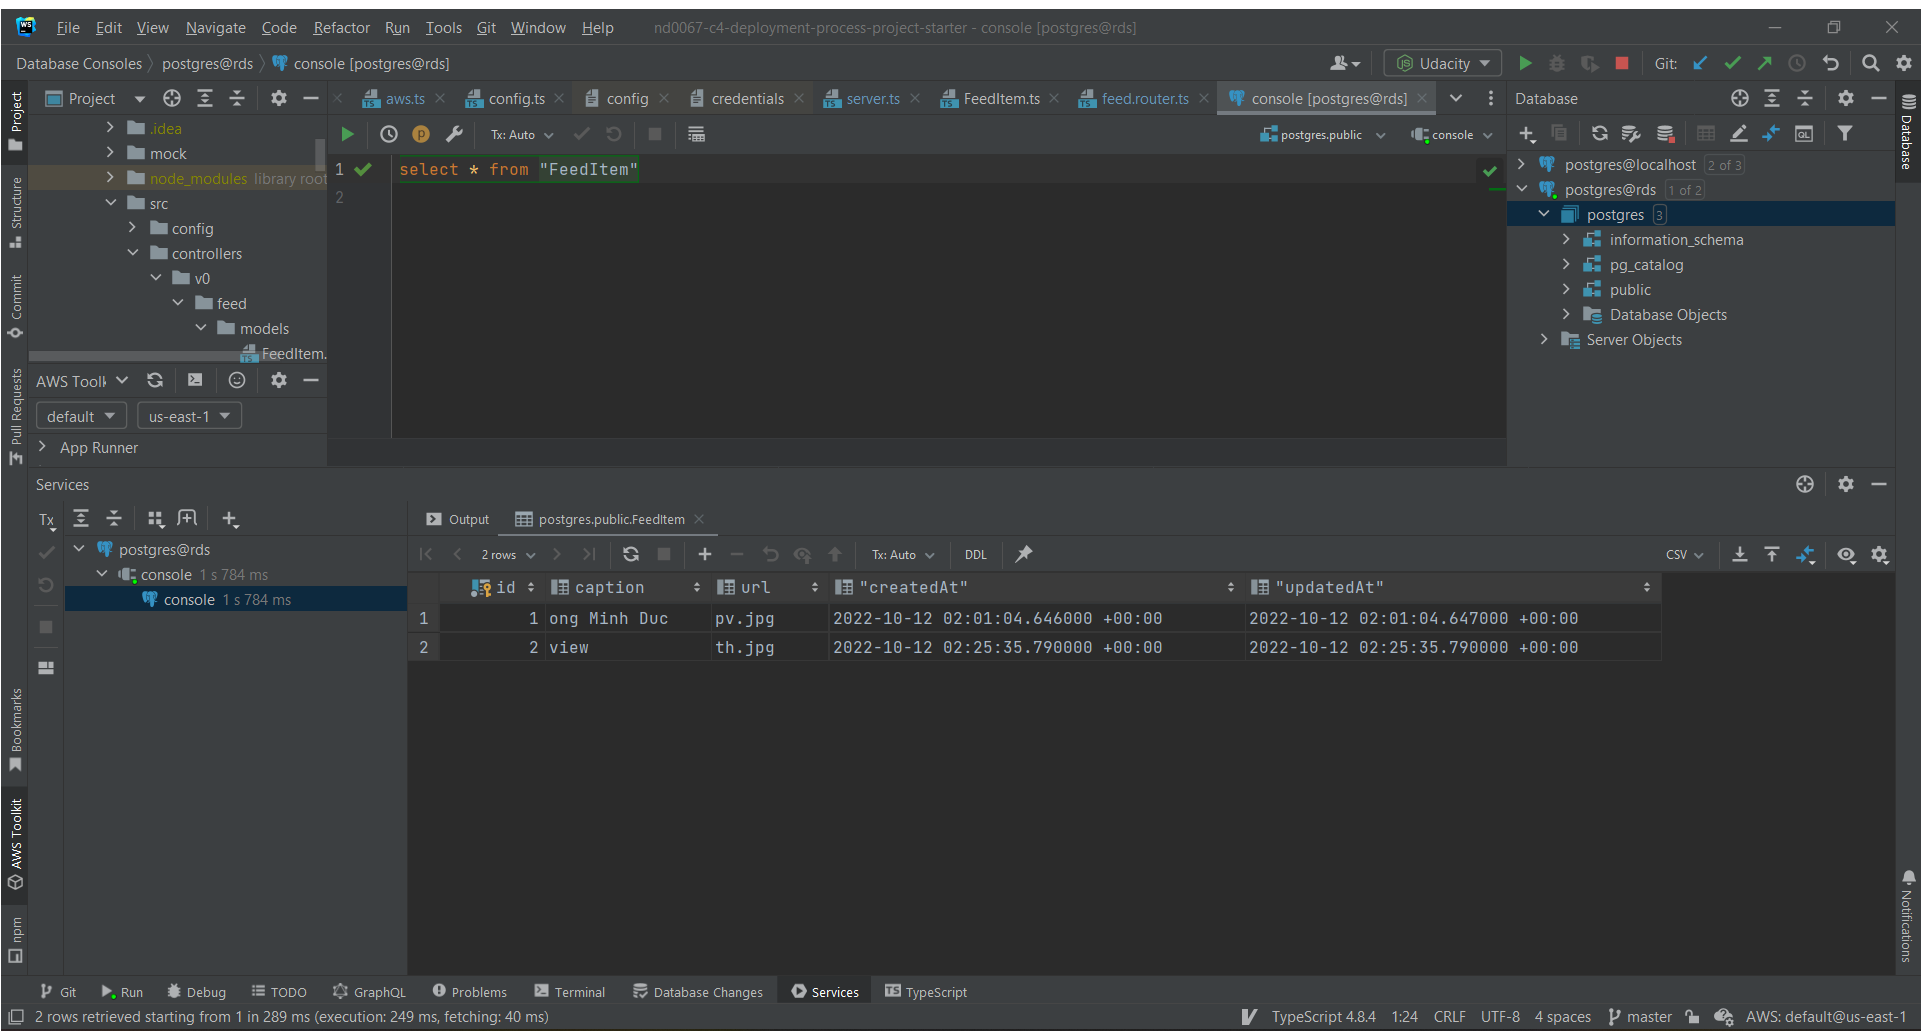 WS File Edit View Navigate Code Refactor Run Tools Git Window Help nd0067-c4-deployment-process-project-starter - console [postgres@rds]
Database Consoles postgres@rds console [postgres@rds] Udacity Git:
Project
Project aws.ts config.ts config credentials server.ts FeedItem.ts feed.router.ts console [postgres@rds] Database
Tx: Auto postgres.public console
.idea
mock
node_modules library root
src
config
controllers
v0
feed
models
FeedItem.
1 select * from "FeedItem"
2
postgres@localhost 2 of 3
postgres@rds 1 of 2
postgres 3
information_schema
pg_catalog
public
Database Objects
Server Objects
Database
Structure
Commit
Pull Requests
AWS Toolk
default us-east-1
App Runner
Services
Tx
postgres@rds
console 1 s 784 ms
console 1 s 784 ms
Output postgres.public.FeedItem
2 rows Tx: Auto DDL CSV
id caption url "createdAt" "updatedAt"
1 1 ong Minh Duc pv.jpg 2022-10-12 02:01:04.646000 +00:00 2022-10-12 02:01:04.647000 +00:00
2 2 view th.jpg 2022-10-12 02:25:35.790000 +00:00 2022-10-12 02:25:35.790000 +00:00
Bookmarks
AWS Toolkit
npm
Notifications
Git Run Debug TODO GraphQL Problems Terminal Database Changes Services TypeScript
2 rows retrieved starting from 1 in 289 ms (execution: 249 ms, fetching: 40 ms) TypeScript 4.8.4 1:24 CRLF UTF-8 4 spaces master AWS: default@us-east-1